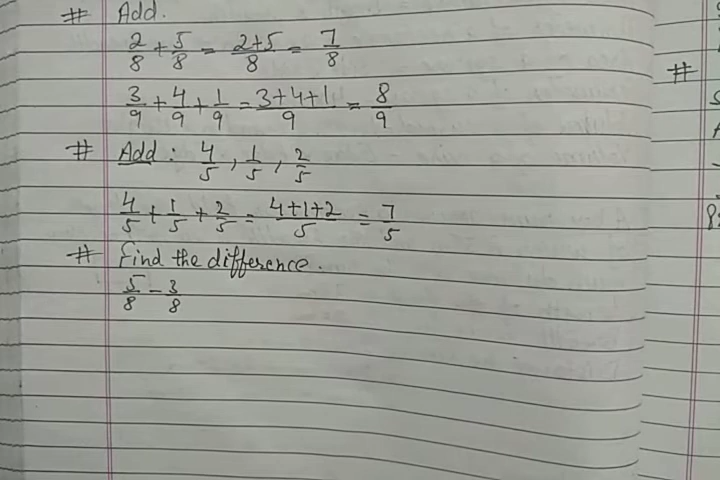 # Add.
2/8 + 5/8 = 2+5/8 = 7/8
3/9 + 4/9 + 1/9 = 3+4+1/9 = 8/9
# Add : 4/5 , 1/5 , 2/5
4/5 + 1/5 + 2/5 = 4+1+2/5 = 7/5
# Find the difference.
5/8 - 3/8
#